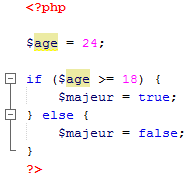 <?php
$age = 24;
if ($age >= 18) {
$majeur = true;
} else {
$majeur = false;
}
?>